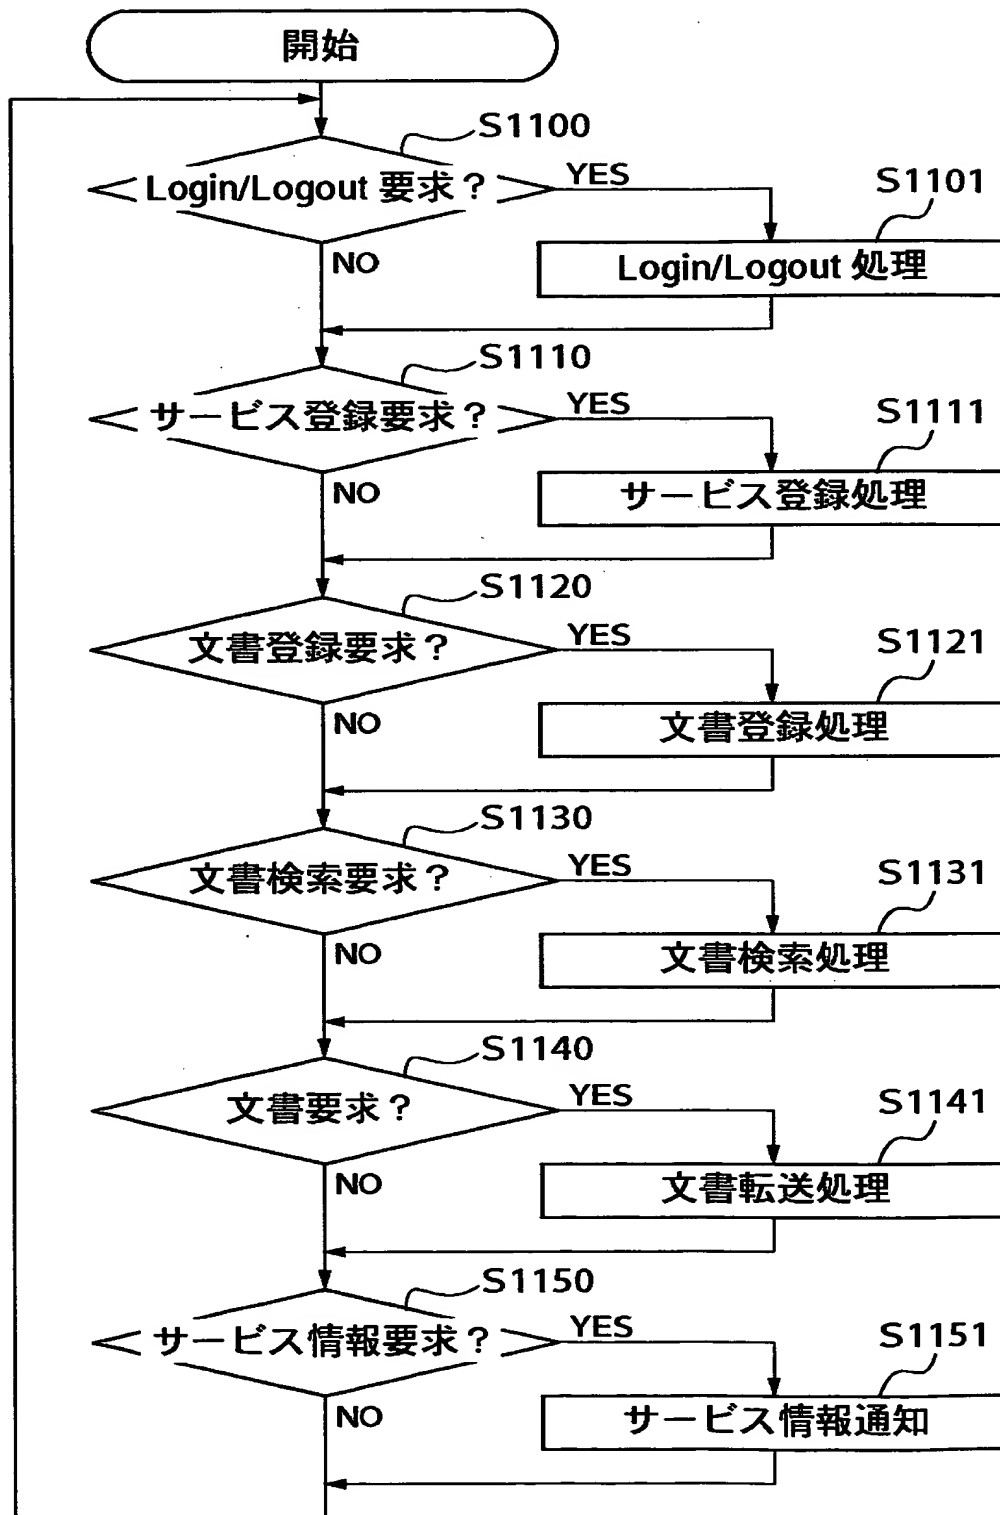 開始
S1100
Login/Logout 要求？
YES
S1101
Login/Logout 処理
NO
S1110
サービス登録要求？
YES
S1111
サービス登録処理
NO
S1120
文書登録要求？
YES
S1121
文書登録処理
NO
S1130
文書検索要求？
YES
S1131
文書検索処理
NO
S1140
文書要求？
YES
S1141
文書転送処理
NO
S1150
サービス情報要求？
YES
S1151
サービス情報通知
NO